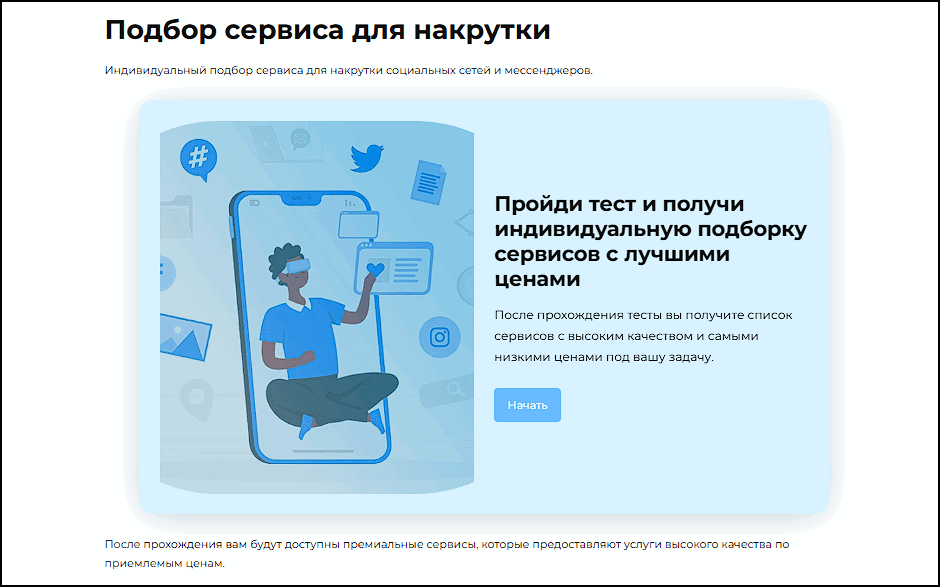 Подбор сервиса для накрутки
Индивидуальный подбор сервиса для накрутки социальных сетей и мессенджеров.
#
Пройди тест и получи
индивидуальную подборку
сервисов с лучшими
ценами
После прохождения тесты вы получите список
сервисов с высоким качеством и самыми
низкими ценами под вашу задачу.
Начать
После прохождения вам будут доступны премиальные сервисы, которые предоставляют услуги высокого качества по
приемлемым ценам.